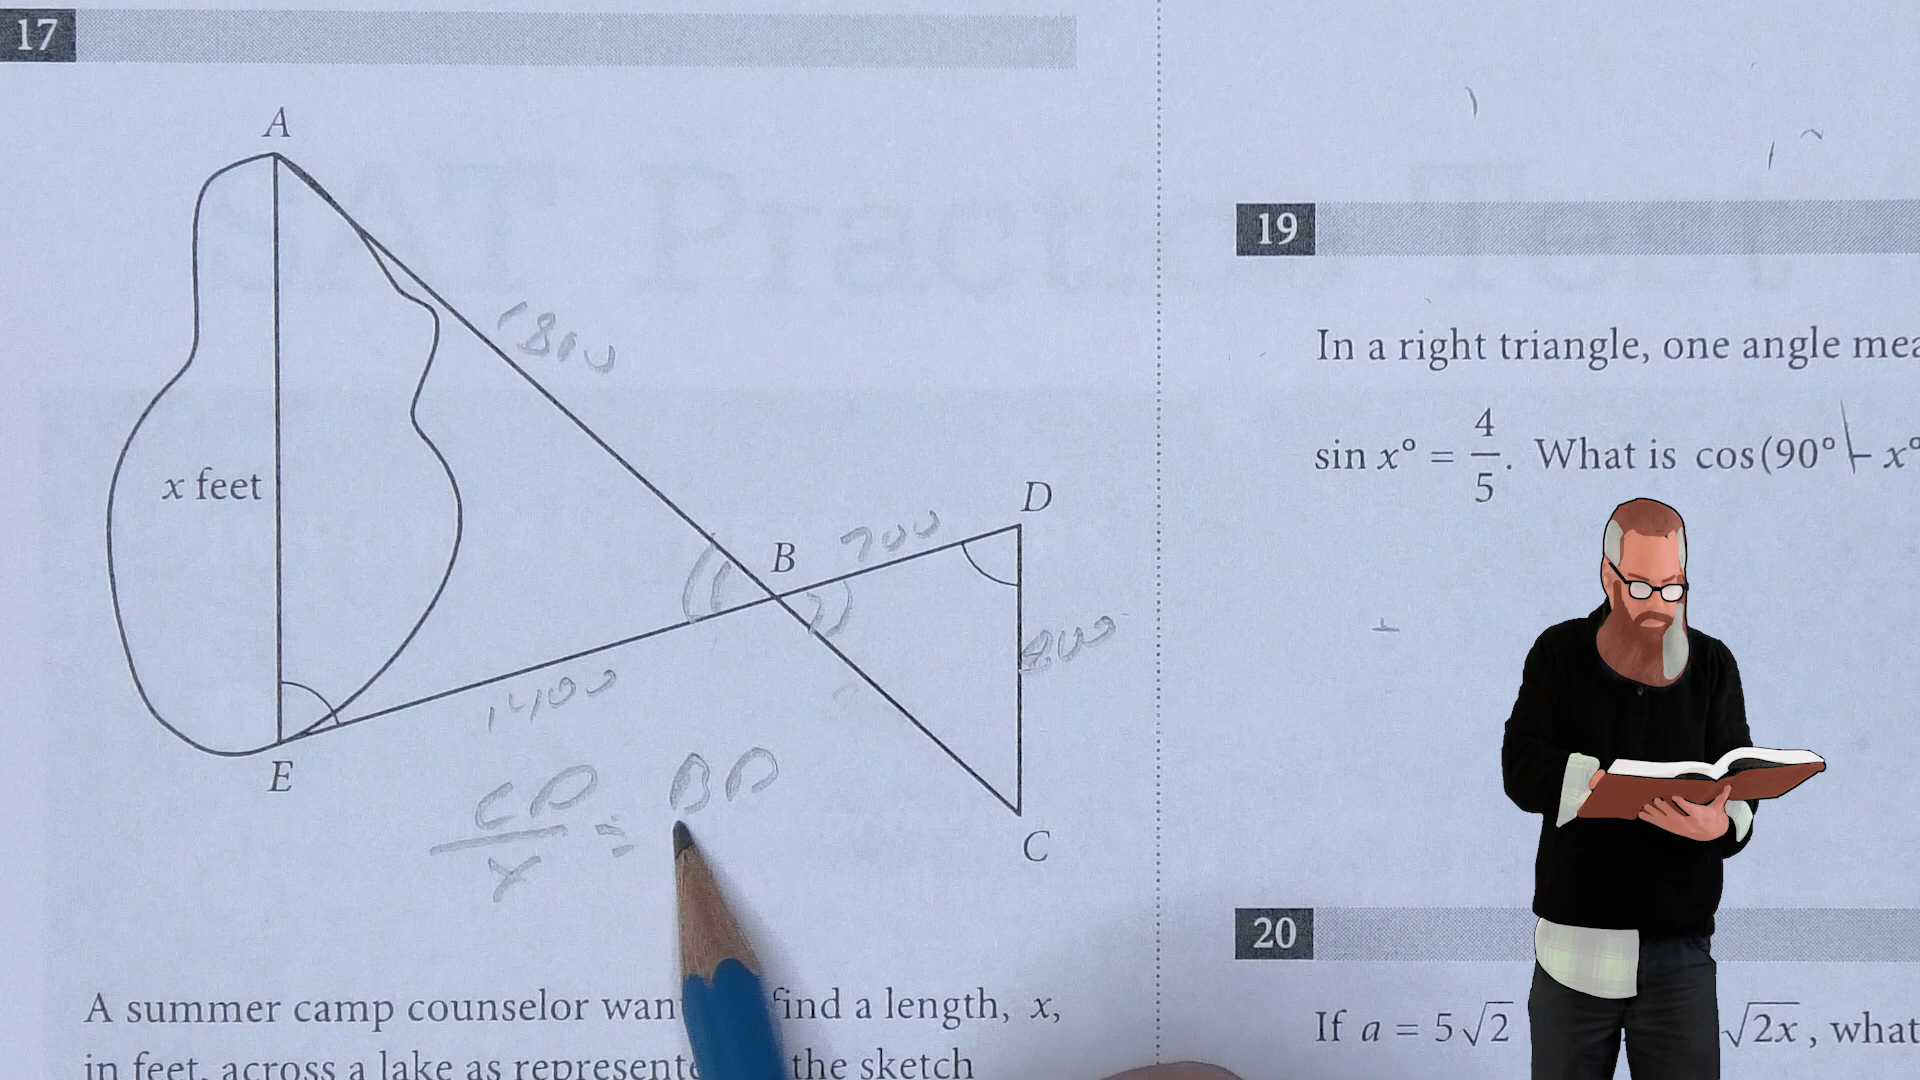 17
A
1800
x feet
D
B
700
800
1400
E
CD = BD
x
C
A summer camp counselor wan find a length, x,
in feet, across a lake as represente the sketch
19
In a right triangle, one angle mea
sin x° = 4/5. What is cos(90° – x°
20
If a = 5√2 √2x, what